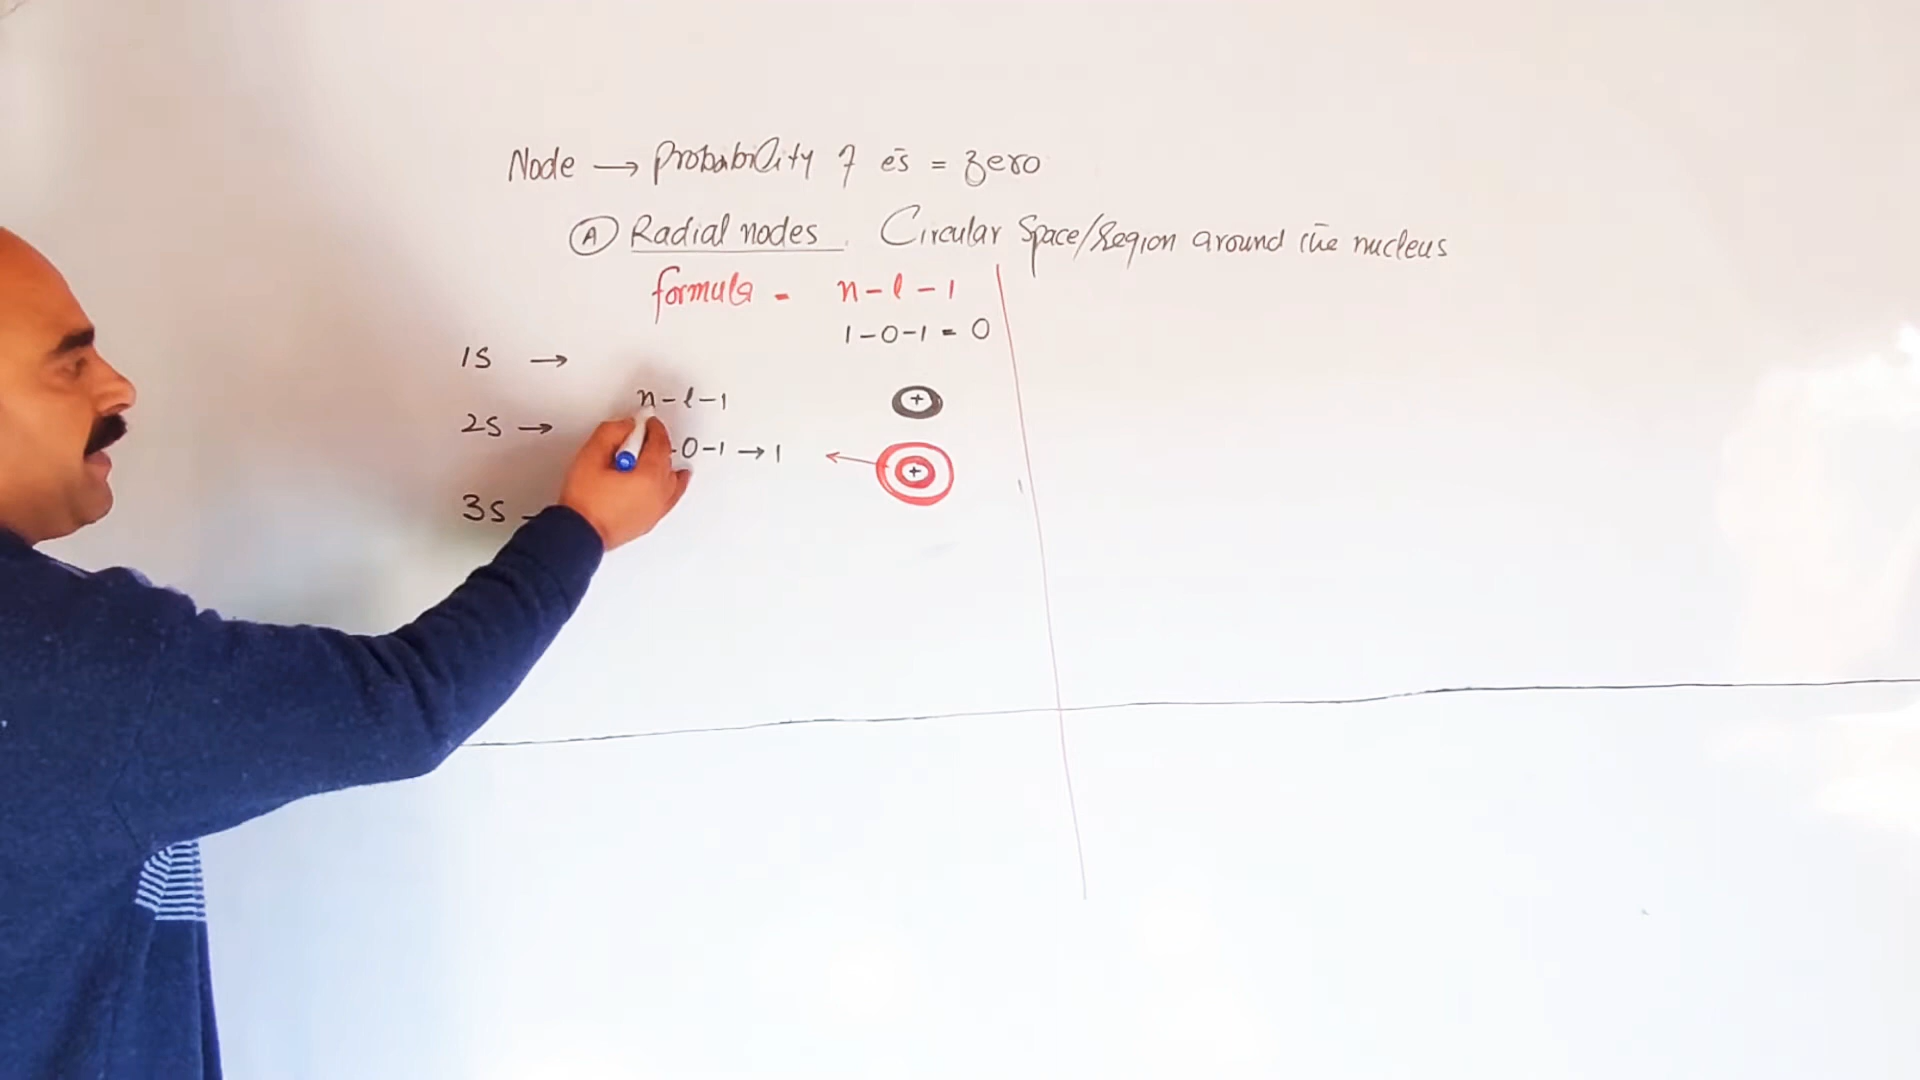 Node → Probability of ēs = Zero
(A) Radial nodes. Circular Space/Region around the nucleus
formula - n-l-1
1-0-1 = 0
1S →
n-l-1
+
2S →
-0-1 → 1
+
3S -